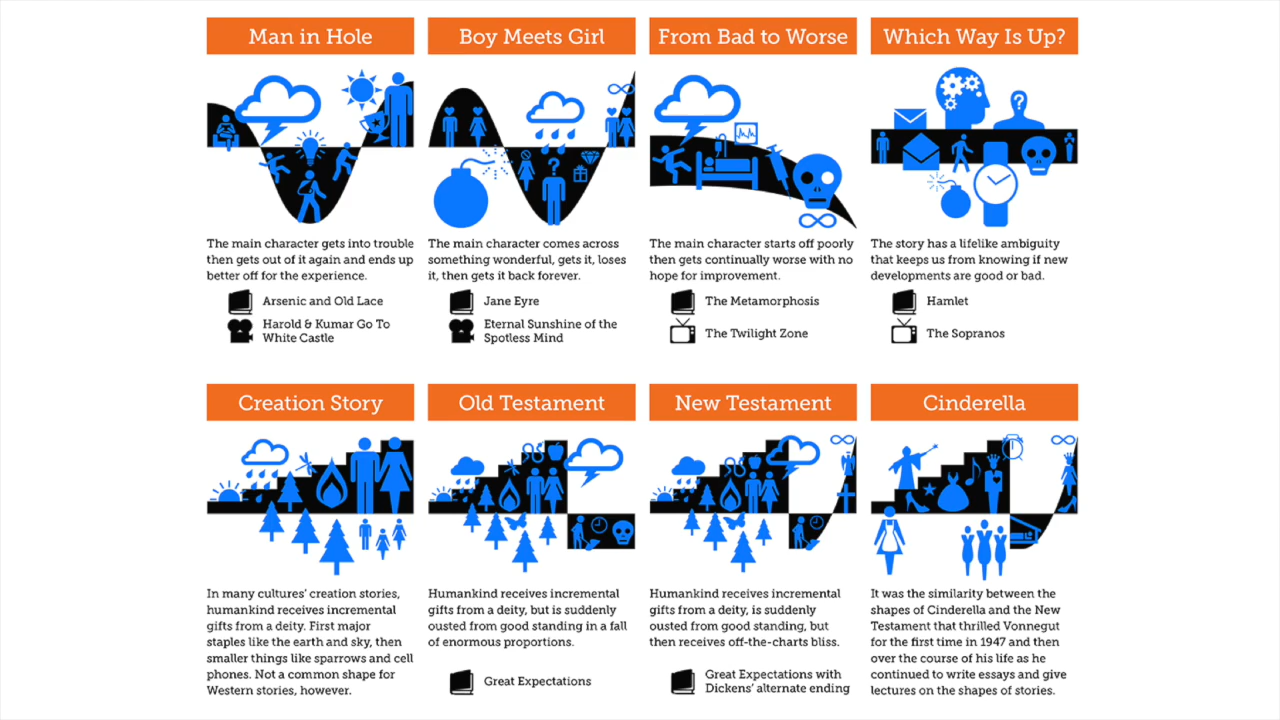 Man in Hole
The main character gets into trouble
then gets out of it again and ends up
better off for the experience.
Arsenic and Old Lace
Harold & Kumar Go To
White Castle
Boy Meets Girl
The main character comes across
something wonderful, gets it, loses
it, then gets it back forever.
Jane Eyre
Eternal Sunshine of the
Spotless Mind
From Bad to Worse
The main character starts off poorly
then gets continually worse with no
hope for improvement.
The Metamorphosis
The Twilight Zone
Which Way Is Up?
?
The story has a lifelike ambiguity
that keeps us from knowing if new
developments are good or bad.
Hamlet
The Sopranos
Creation Story
In many cultures’ creation stories,
humankind receives incremental
gifts from a deity. First major
staples like the earth and sky, then
smaller things like sparrows and cell
phones. Not a common shape for
Western stories, however.
Old Testament
Humankind receives incremental
gifts from a deity, but is suddenly
ousted from good standing in a fall
of enormous proportions.
Great Expectations
New Testament
Humankind receives incremental
gifts from a deity, is suddenly
ousted from good standing, but
then receives off-the-charts bliss.
Great Expectations with
Dickens’ alternate ending
Cinderella
It was the similarity between the
shapes of Cinderella and the New
Testament that thrilled Vonnegut
for the first time in 1947 and then
over the course of his life as he
continued to write essays and give
lectures on the shapes of stories.